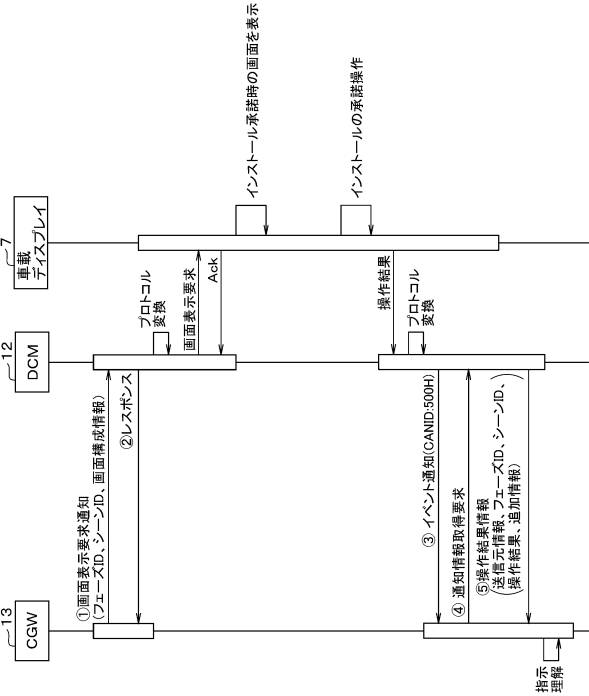 13
CGW
12
DCM
7
車載
ディスプレイ
①画面表示要求通知
(フェーズID、シーンID、画面構成情報)
②レスポンス
プロトコル
変換
画面表示要求
Ack
インストール承諾時の画面を表示
インストールの承諾操作
操作結果
プロトコル
変換
③イベント通知(CANID:500H)
④通知情報取得要求
⑤操作結果情報
(送信元情報、フェーズID、シーンID、
操作結果、追加情報)
指示
理解